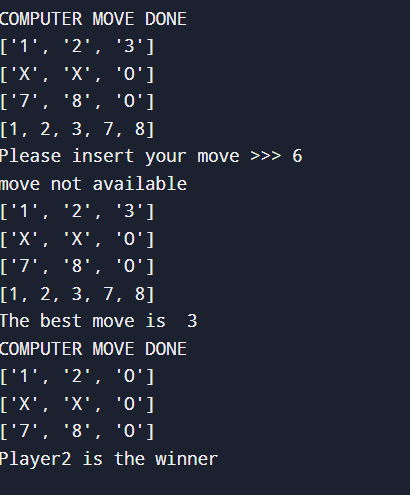 COMPUTER MOVE DONE
['1', '2', '3']
['X', 'X', 'O']
['7', '8', 'O']
[1, 2, 3, 7, 8]
Please insert your move >>> 6
move not available
['1', '2', '3']
['X', 'X', 'O']
['7', '8', 'O']
[1, 2, 3, 7, 8]
The best move is  3
COMPUTER MOVE DONE
['1', '2', 'O']
['X', 'X', 'O']
['7', '8', 'O']
Player2 is the winner